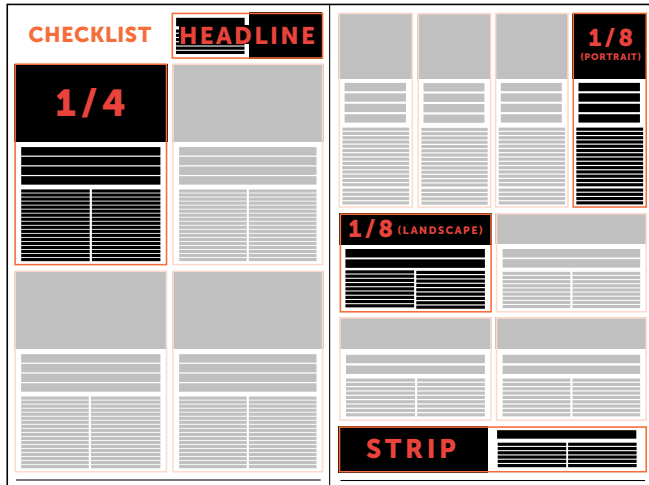 CHECKLIST
HEADLINE
1/4
1/8
(PORTRAIT)
1/8 (LANDSCAPE)
STRIP